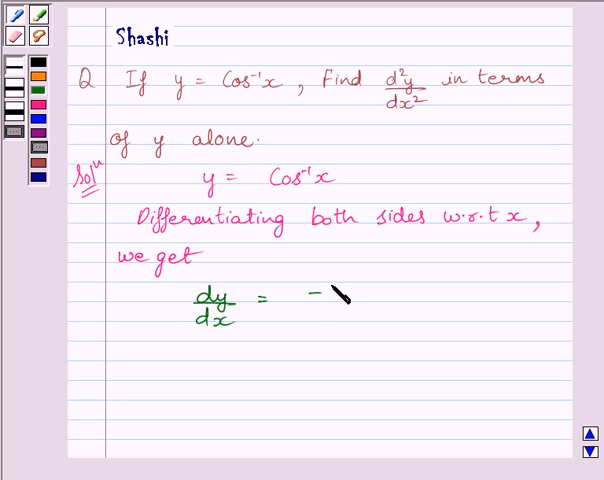 Shashi
Q If y = Cos⁻¹x, Find d²y/dx² in terms
of y alone.
Solⁿ y = Cos⁻¹x
Differentiating both sides w.r.t x,
we get
dy/dx = -